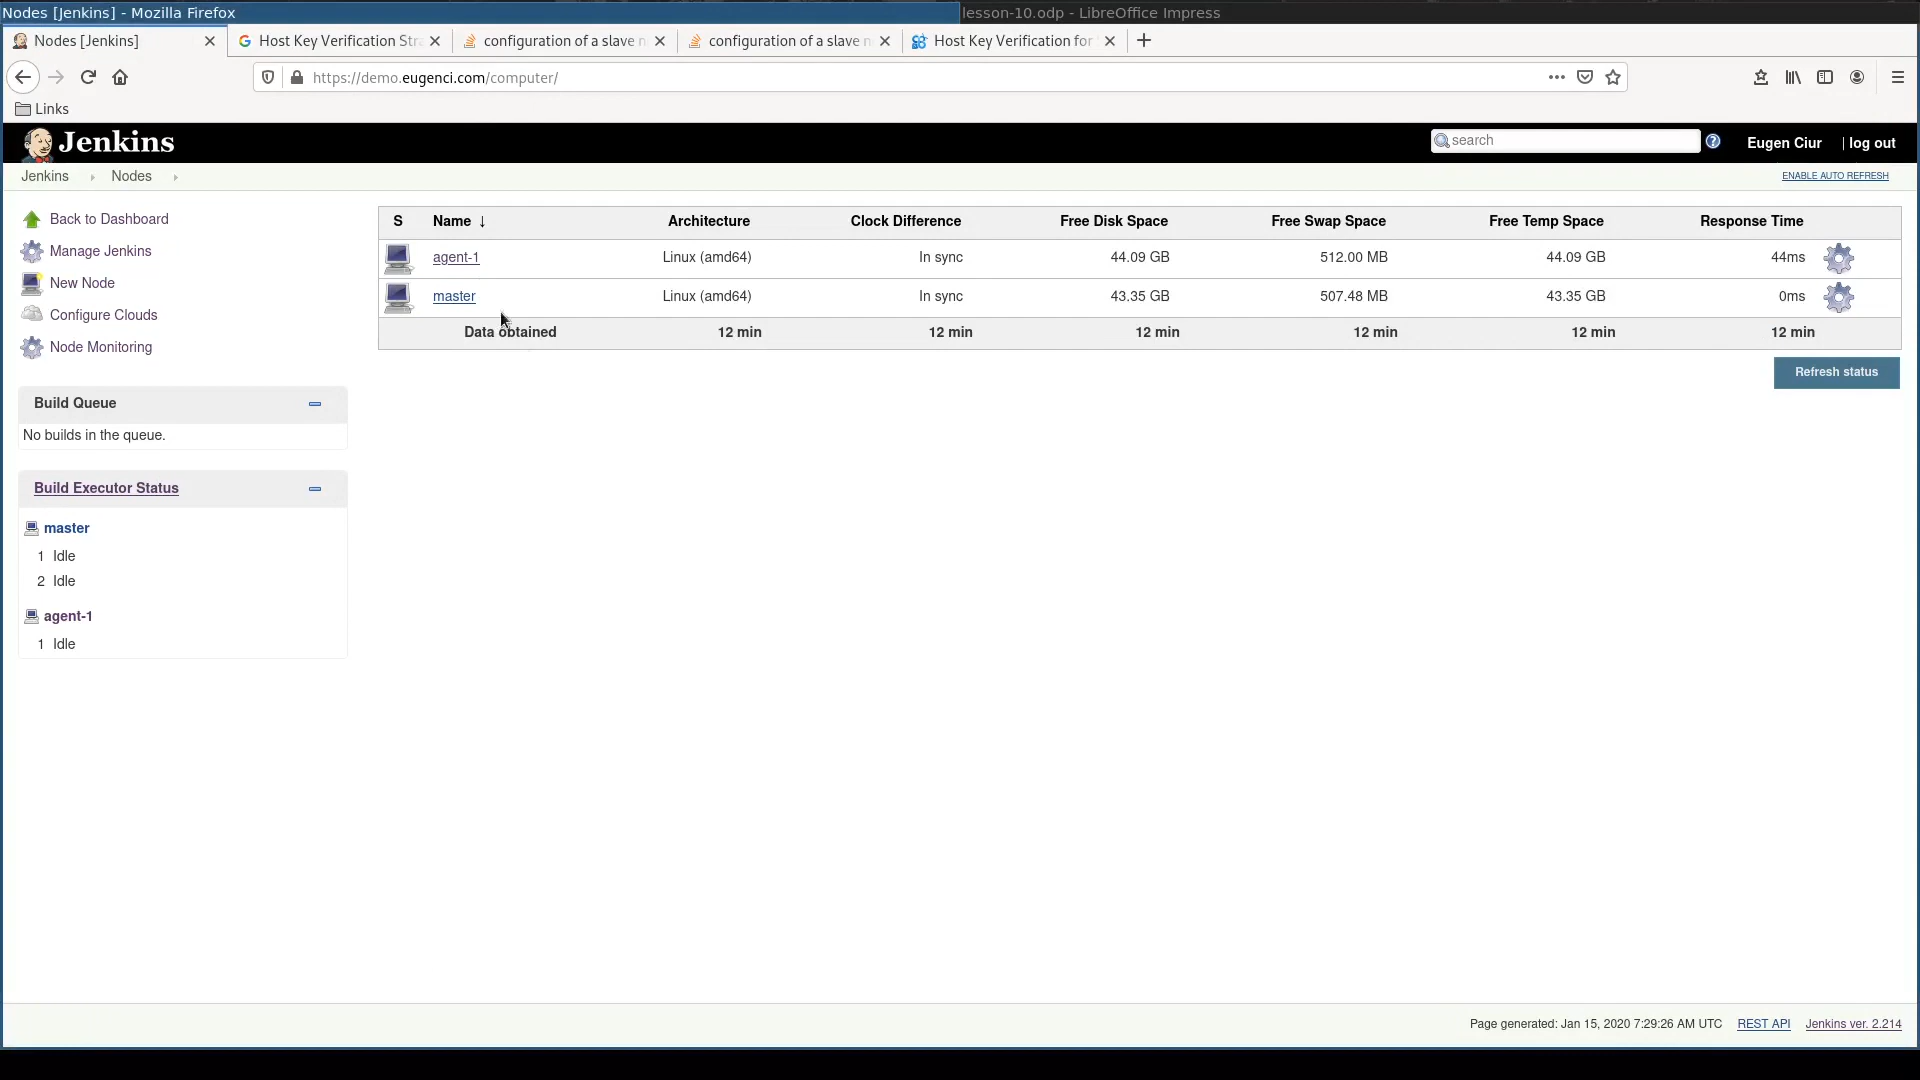 Nodes [Jenkins] - Mozilla Firefox
lesson-10.odp - LibreOffice Impress
Nodes [Jenkins]
Host Key Verification Stra
configuration of a slave n
configuration of a slave n
Host Key Verification for
https://demo.eugenci.com/computer/
Links
Jenkins
search
Eugen Ciur
| log out
Jenkins
Nodes
ENABLE AUTO REFRESH
Back to Dashboard
Manage Jenkins
New Node
Configure Clouds
Node Monitoring
Build Queue
No builds in the queue.
Build Executor Status
master
1 Idle
2 Idle
agent-1
1 Idle
S Name ↓ Architecture Clock Difference Free Disk Space Free Swap Space Free Temp Space Response Time
agent-1 Linux (amd64) In sync 44.09 GB 512.00 MB 44.09 GB 44ms
master Linux (amd64) In sync 43.35 GB 507.48 MB 43.35 GB 0ms
Data obtained 12 min 12 min 12 min 12 min 12 min 12 min
Refresh status
Page generated: Jan 15, 2020 7:29:26 AM UTC REST API Jenkins ver. 2.214